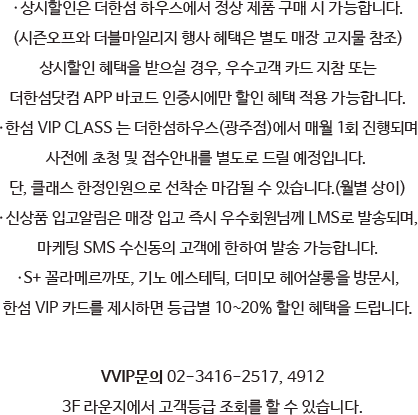 ·상시할인은 더한섬 하우스에서 정상 제품 구매 시 가능합니다.
(시즌오프와 더블마일리지 행사 혜택은 별도 매장 고지물 참조)
상시할인 혜택을 받으실 경우, 우수고객 카드 지참 또는
더한섬닷컴 APP 바코드 인증시에만 할인 혜택 적용 가능합니다.
·한섬 VIP CLASS 는 더한섬하우스(광주점)에서 매월 1회 진행되며
사전에 초청 및 접수안내를 별도로 드릴 예정입니다.
단, 클래스 한정인원으로 선착순 마감될 수 있습니다.(월별 상이)
·신상품 입고알림은 매장 입고 즉시 우수회원님께 LMS로 발송되며,
마케팅 SMS 수신동의 고객에 한하여 발송 가능합니다.
·S+ 꼴라메르까또, 기노 에스테틱, 더미모 헤어살롱을 방문시,
한섬 VIP 카드를 제시하면 등급별 10~20% 할인 혜택을 드립니다.
VVIP문의 02-3416-2517, 4912
3F 라운지에서 고객등급 조회를 할 수 있습니다.